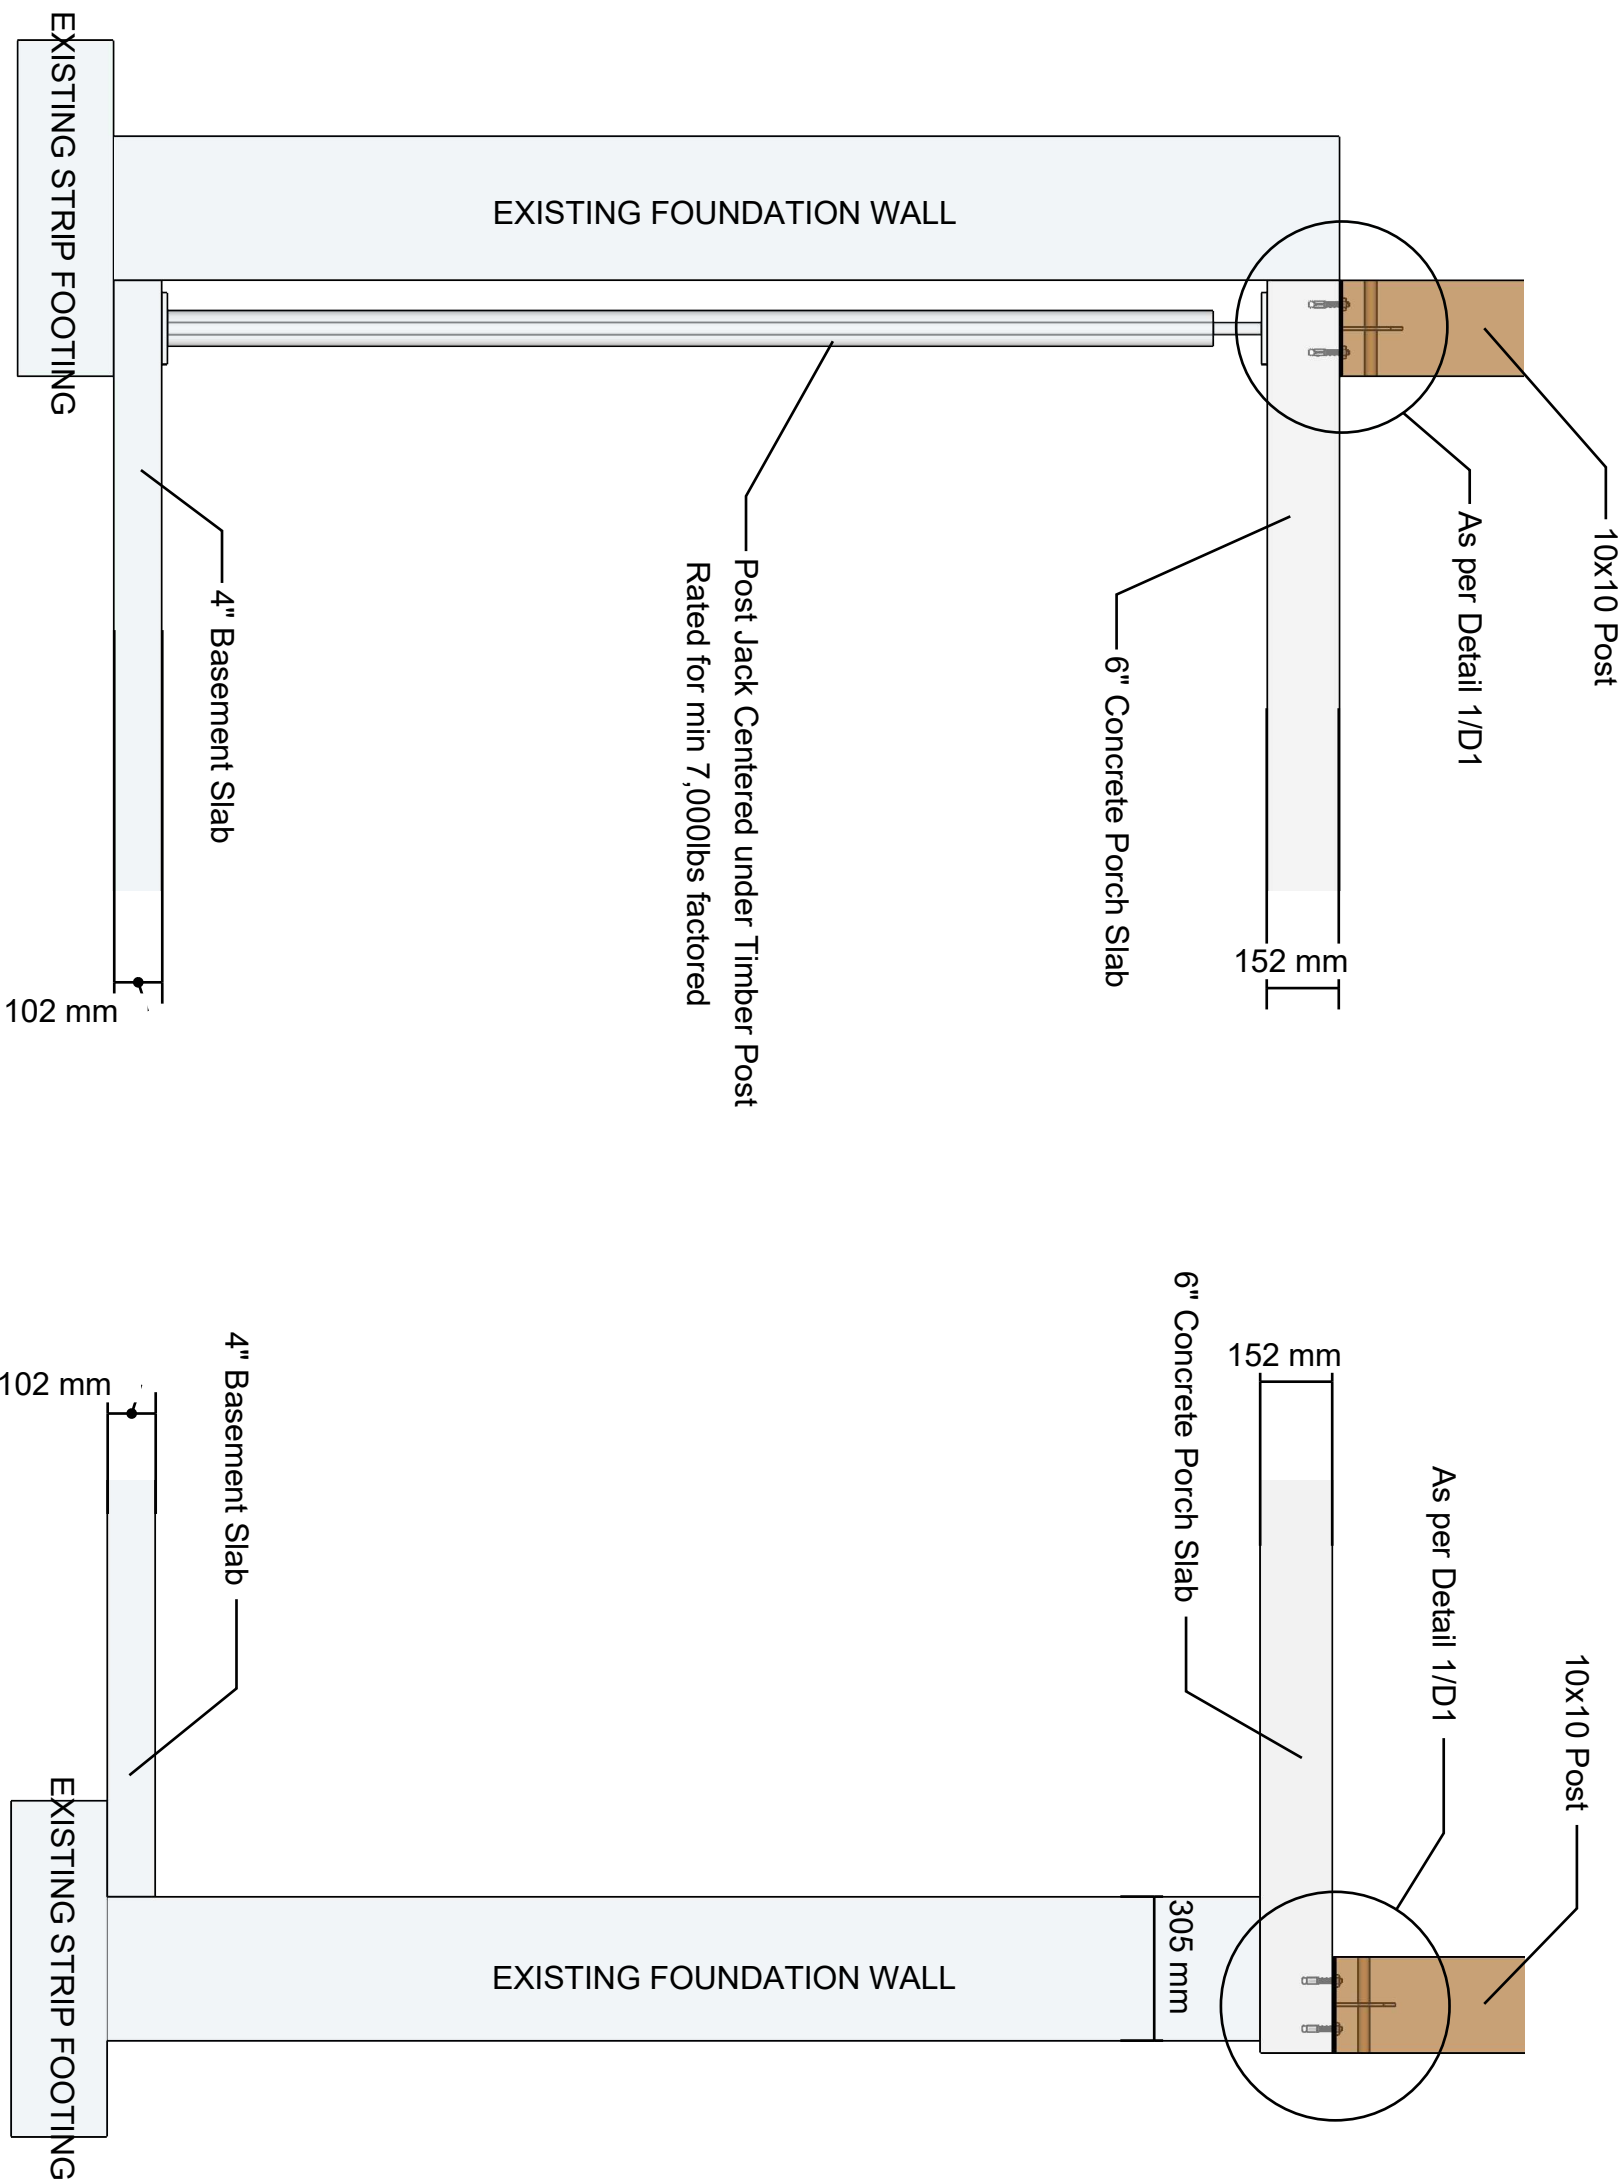 EXISTING STRIP FOOTING
EXISTING FOUNDATION WALL
10x10 Post
As per Detail 1/D1
6" Concrete Porch Slab
152 mm
Post Jack Centered under Timber Post
Rated for min 7,000lbs factored
4" Basement Slab
102 mm
6" Concrete Porch Slab
152 mm
As per Detail 1/D1
10x10 Post
4" Basement Slab
102 mm
305 mm
EXISTING FOUNDATION WALL
EXISTING STRIP FOOTING